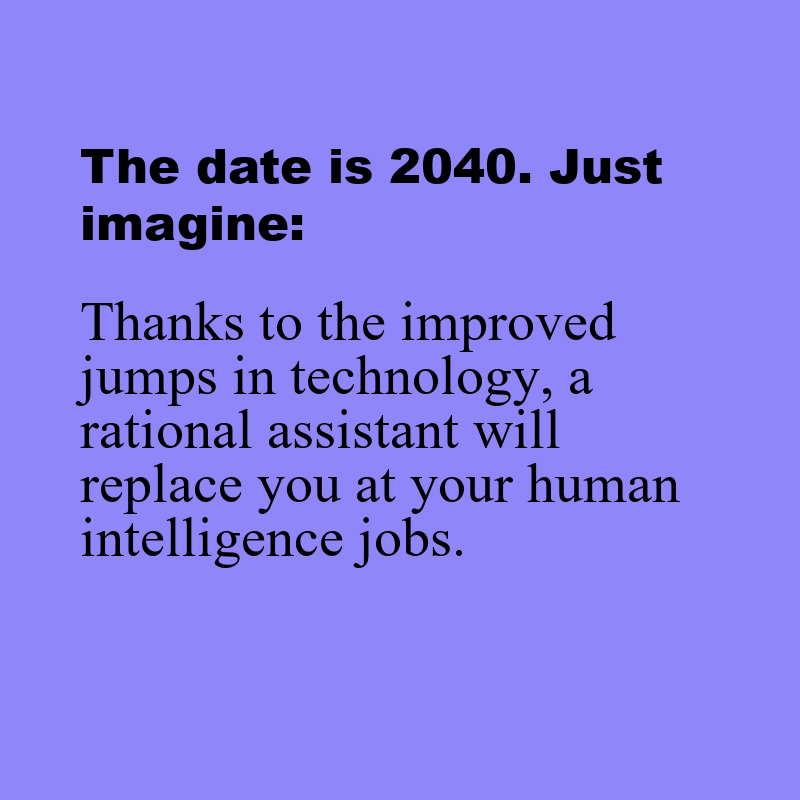 The date is 2040. Just
imagine:
Thanks to the improved
jumps in technology, a
rational assistant will
replace you at your human
intelligence jobs.